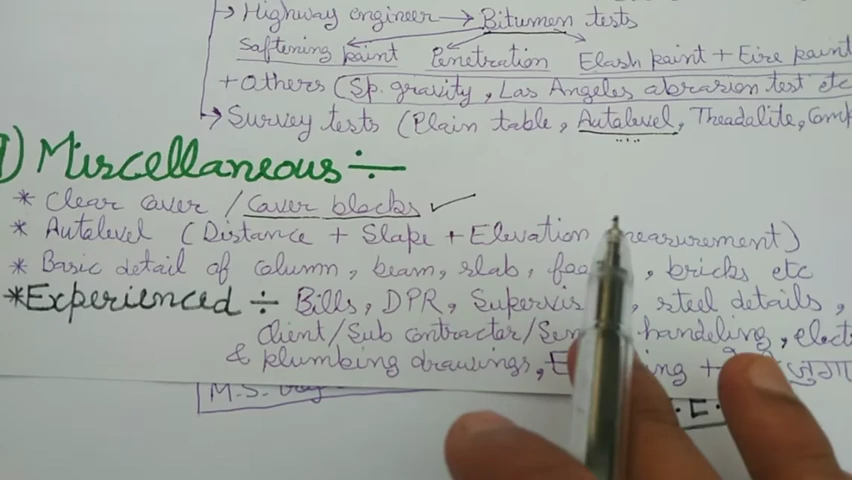 Highway engineer → Bitumen tests
Softening point Penetration Flash point + Fire point
+ Others (Sp. gravity, Los Angeles abrasion test etc
Survey tests (Plain table, Autolevel, Theadalite, Comp
Miscellaneous ÷
* Clear cover / Cover blocks ✓
* Autolevel (Distance + Slope + Elevation measurement)
* Basic detail of column, beam, slab, bricks etc
*Experienced ÷ Bills, DPR, steel details,
Client/Sub contractor/ handeling,
& plumbing drawings,
M.S.